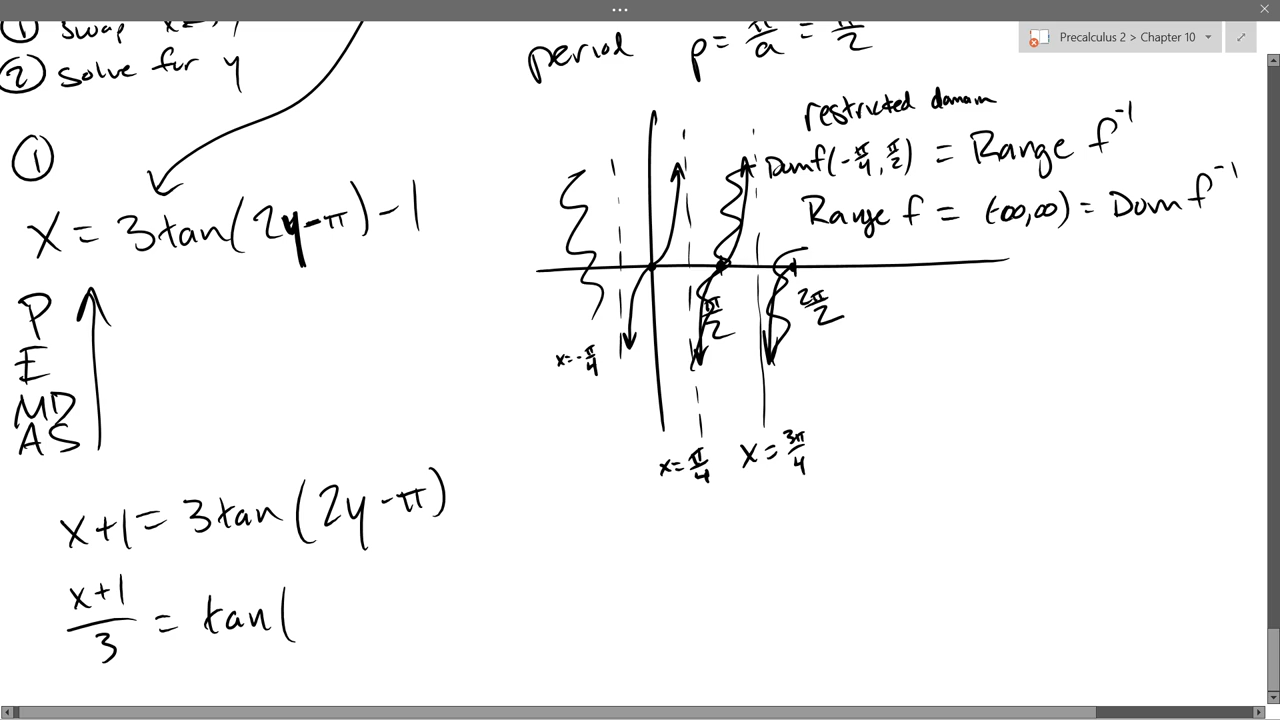 ① swap
② solve for y
①
x = 3tan(2y-π)-1
P
E
MD
AS
x+1 = 3tan(2y-π)
x+1/3 = tan(
period p = π/a = π/2
restricted domain
Dom f (-π/4, π/2) = Range f⁻¹
Range f = (-∞,∞) = Dom f⁻¹
π/2
2π/2
x=-π/4
x=π/4
x=3π/4
Precalculus 2 > Chapter 10